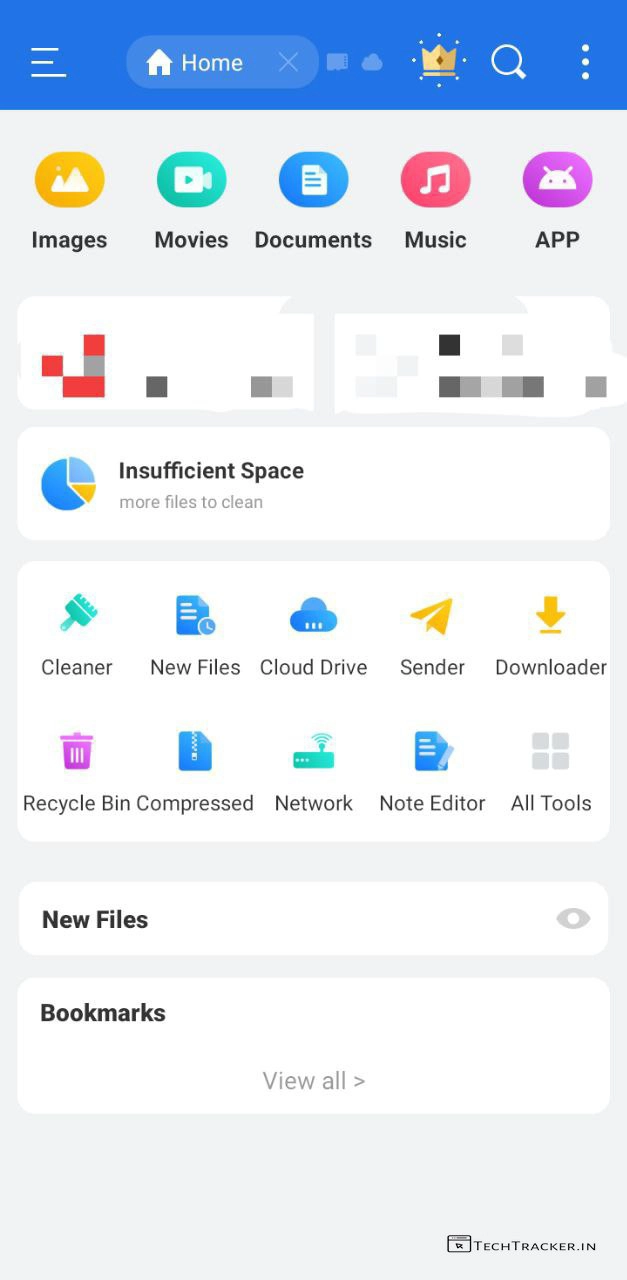 Home
Images Movies Documents Music APP
Insufficient Space
more files to clean
Cleaner New Files Cloud Drive Sender Downloader
Recycle Bin Compressed Network Note Editor All Tools
New Files
Bookmarks
View all >
TECHTRACKER.IN